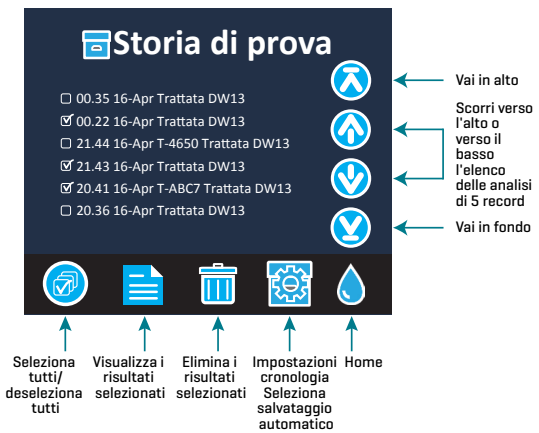 Storia di prova
00.35 16-Apr Trattata DW13
00.22 16-Apr Trattata DW13
21.44 16-Apr T-4650 Trattata DW13
21.43 16-Apr Trattata DW13
20.41 16-Apr T-ABC7 Trattata DW13
20.36 16-Apr Trattata DW13
Vai in alto
Scorri verso
l'alto o
verso il
basso
l'elenco
delle analisi
di 5 record
Vai in fondo
Seleziona
tutti/
deseleziona
tutti
Visualizza i
risultati
selezionati
Elimina i
risultati
selezionati
Impostazioni
cronologia
Seleziona
salvataggio
automatico
Home